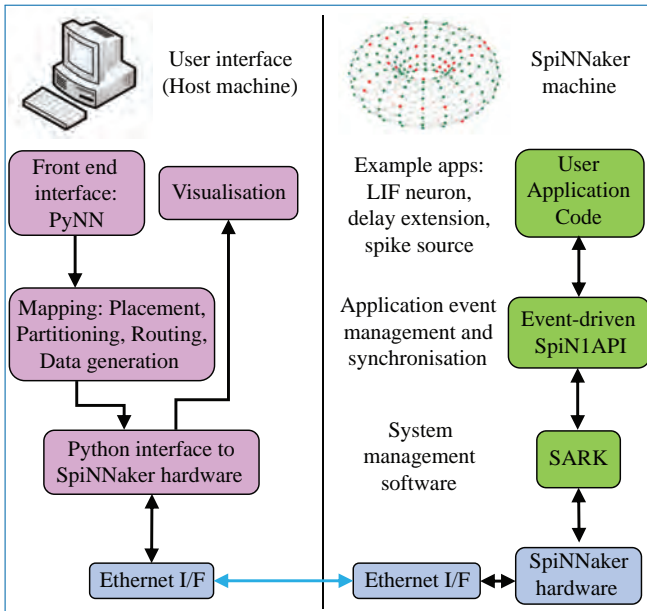 User interface
(Host machine)
Front end
interface:
PyNN
Visualisation
Mapping: Placement,
Partitioning, Routing,
Data generation
Python interface to
SpiNNaker hardware
Ethernet I/F
SpiNNaker
machine
Example apps:
LIF neuron,
delay extension,
spike source
User
Application
Code
Application event
management and
synchronisation
Event-driven
SpiN1API
System
management
software
SARK
Ethernet I/F
SpiNNaker
hardware